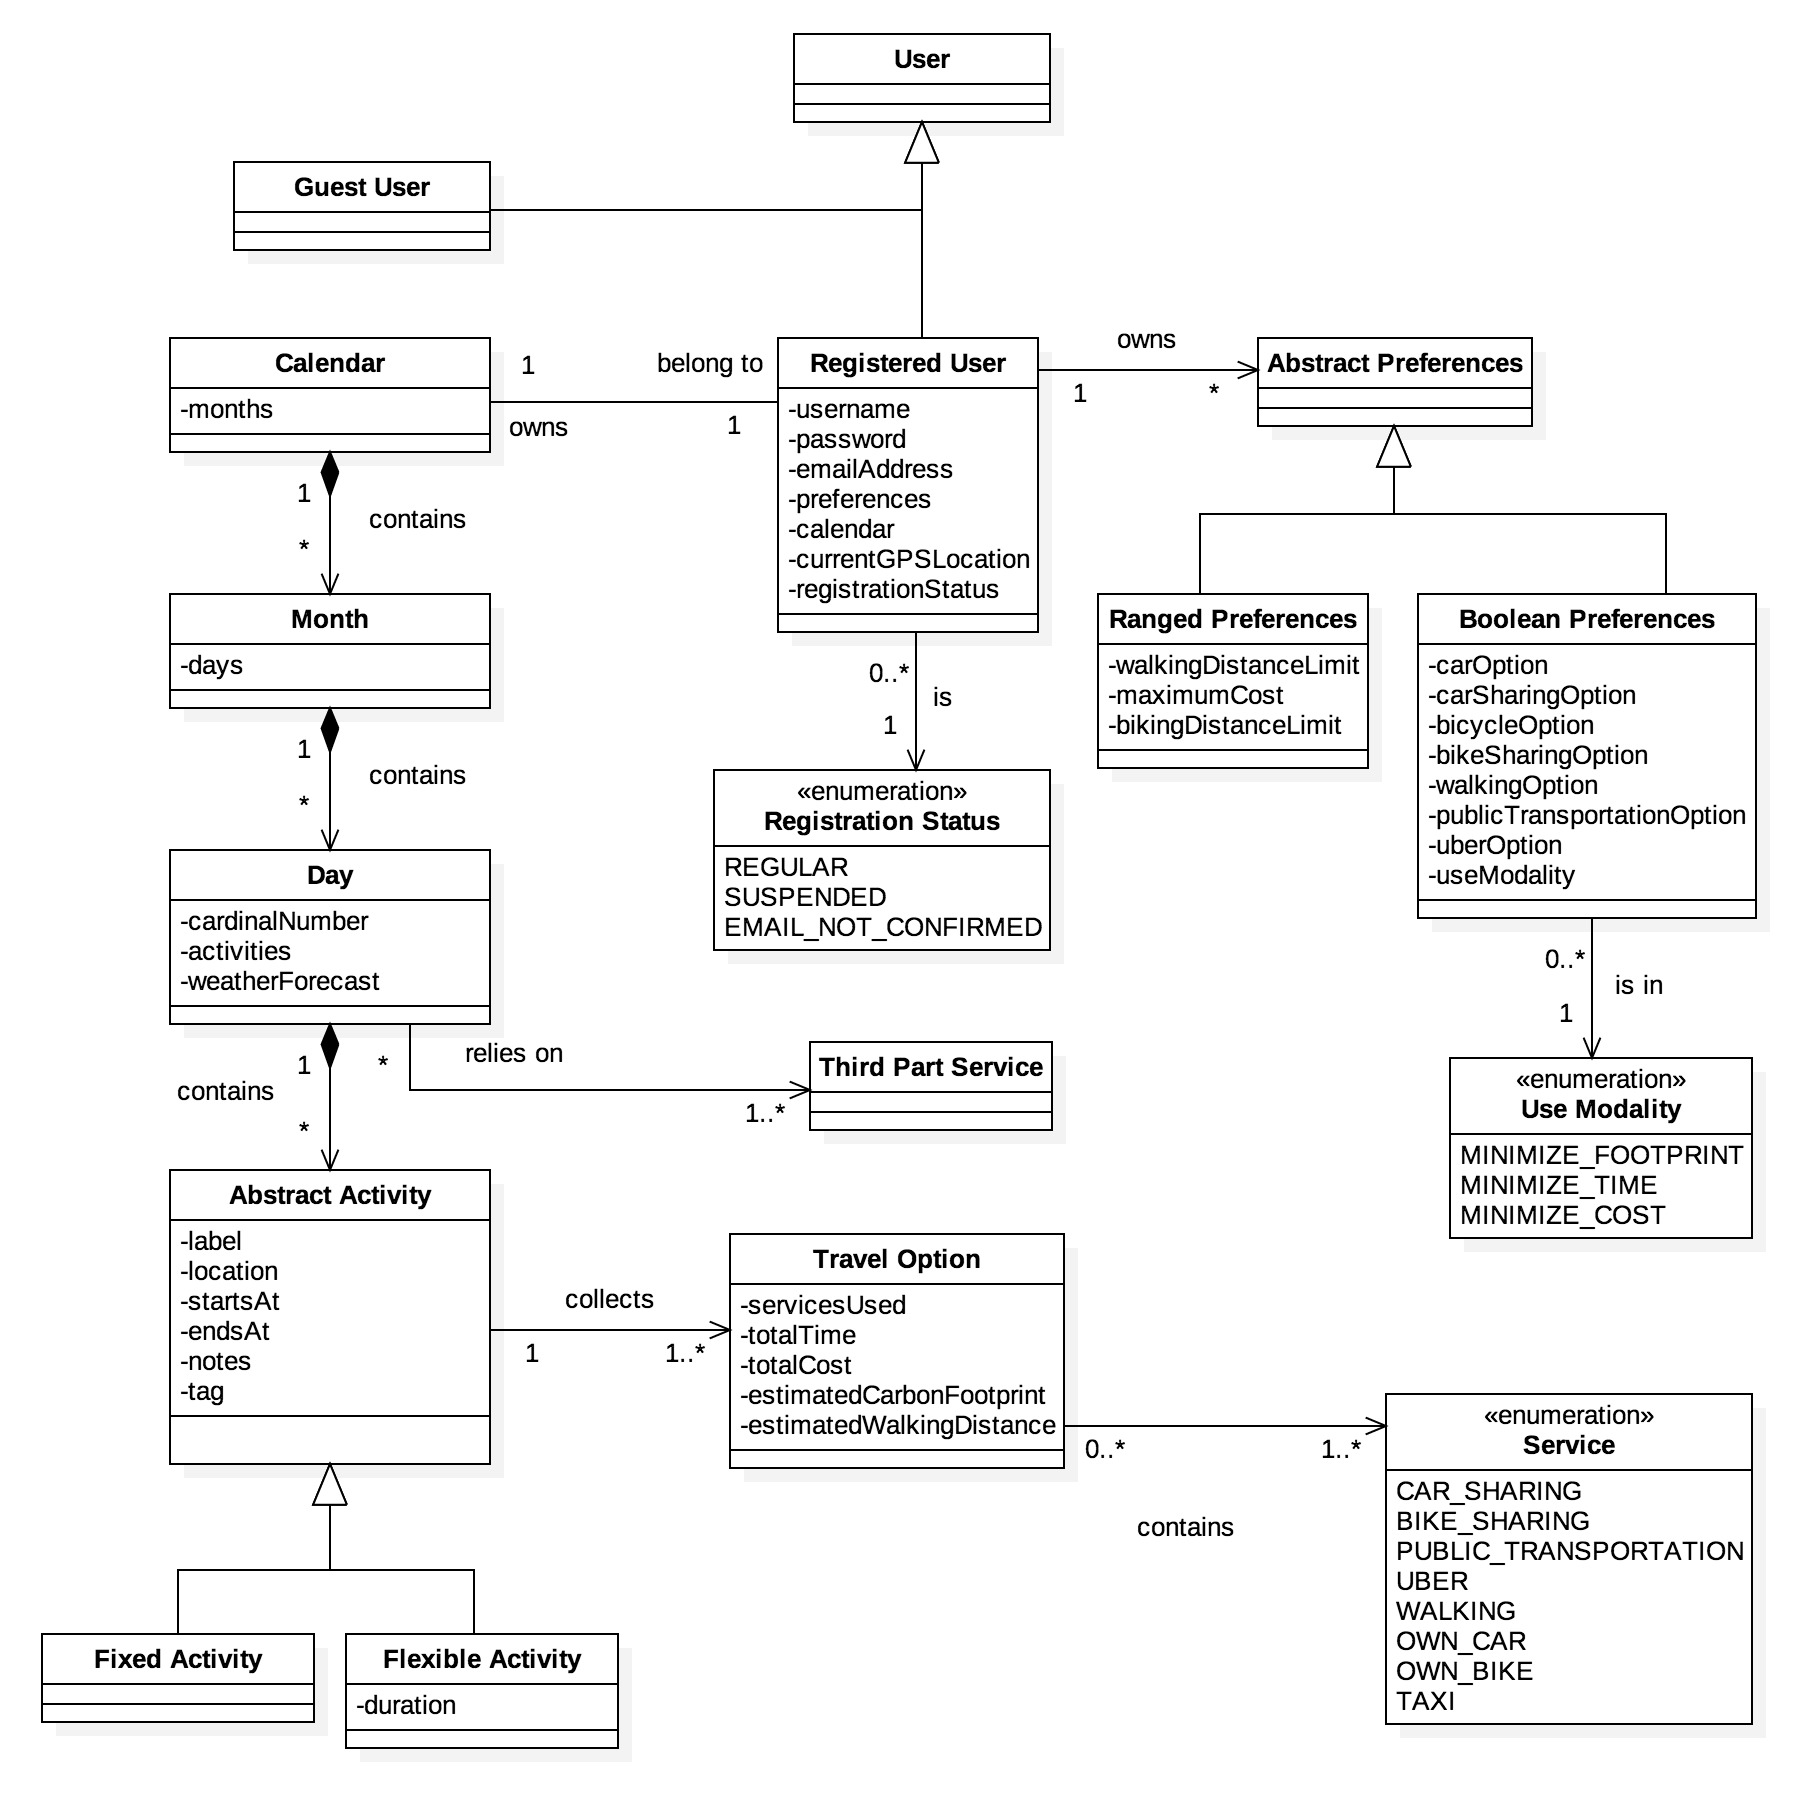 User
Guest User
Calendar
-months
1
belong to
owns
1
Registered User
-username
-password
-emailAddress
-preferences
-calendar
-currentGPSLocation
-registrationStatus
owns
1
*
Abstract Preferences
1
contains
*
Month
-days
0..*
is
1
Ranged Preferences
-walkingDistanceLimit
-maximumCost
-bikingDistanceLimit
Boolean Preferences
-carOption
-carSharingOption
-bicycleOption
-bikeSharingOption
-walkingOption
-publicTransportationOption
-uberOption
-useModality
1
contains
*
«enumeration»
Registration Status
REGULAR
SUSPENDED
EMAIL_NOT_CONFIRMED
Day
-cardinalNumber
-activities
-weatherForecast
0..*
is in
1
1
contains
*
*
relies on
1..*
Third Part Service
«enumeration»
Use Modality
MINIMIZE_FOOTPRINT
MINIMIZE_TIME
MINIMIZE_COST
Abstract Activity
-label
-location
-startsAt
-endsAt
-notes
-tag
collects
1
1..*
Travel Option
-servicesUsed
-totalTime
-totalCost
-estimatedCarbonFootprint
-estimatedWalkingDistance
0..*
1..*
contains
«enumeration»
Service
CAR_SHARING
BIKE_SHARING
PUBLIC_TRANSPORTATION
UBER
WALKING
OWN_CAR
OWN_BIKE
TAXI
Fixed Activity
Flexible Activity
-duration